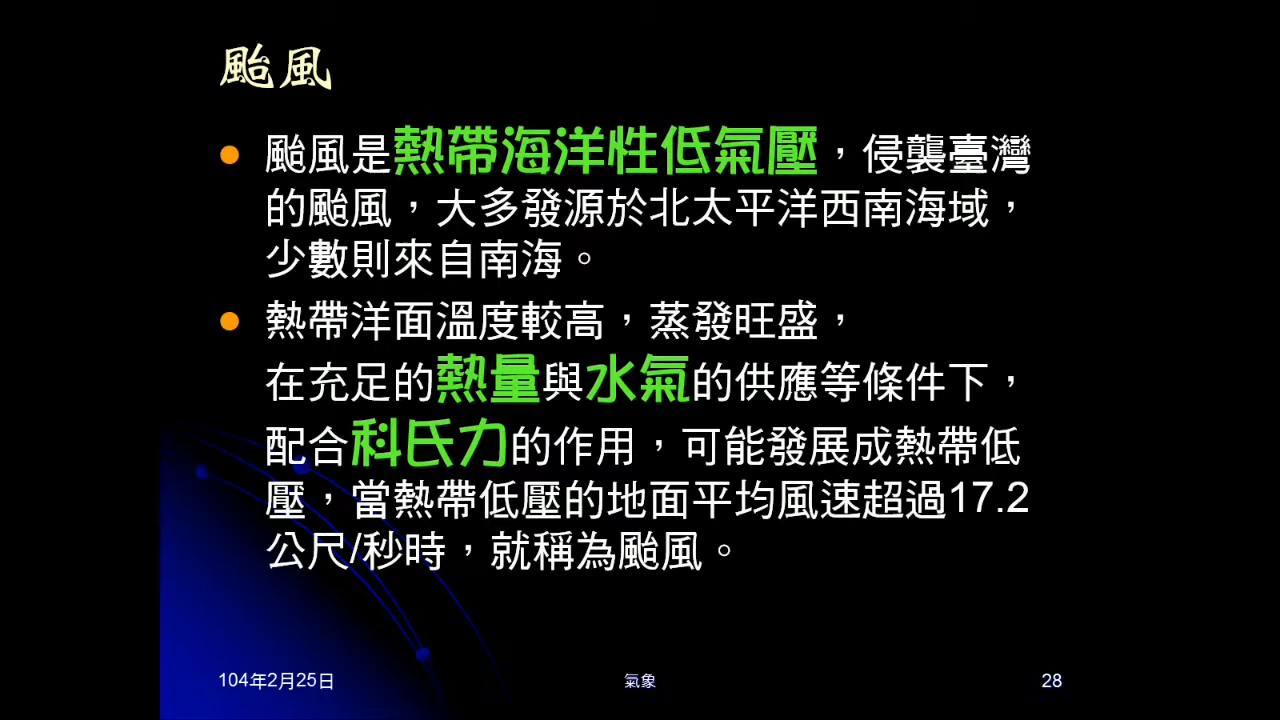 颱風
颱風是熱帶海洋性低氣壓，侵襲臺灣
的颱風，大多發源於北太平洋西南海域，
少數則來自南海。
熱帶洋面溫度較高，蒸發旺盛，
在充足的熱量與水氣的供應等條件下，
配合科氏力的作用，可能發展成熱帶低
壓，當熱帶低壓的地面平均風速超過17.2
公尺/秒時，就稱為颱風。
104年2月25日
氣象
28